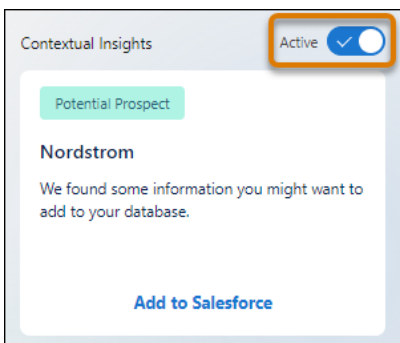 Contextual Insights Active
Potential Prospect
Nordstrom
We found some information you might want to
add to your database.
Add to Salesforce